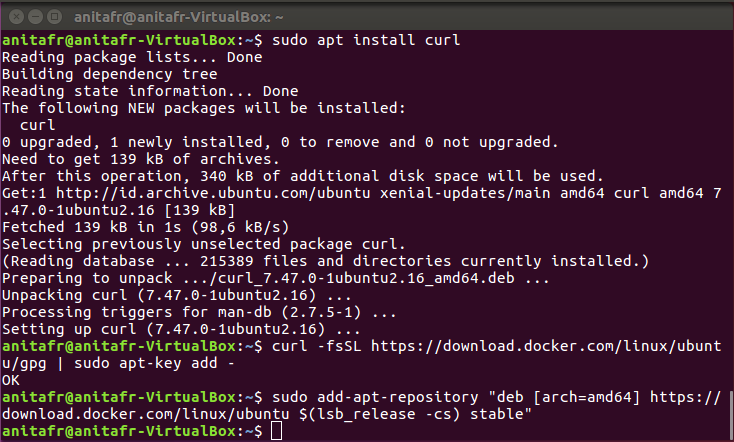 anitafr@anitafr-VirtualBox: ~
anitafr@anitafr-VirtualBox:~$ sudo apt install curl
Reading package lists... Done
Building dependency tree
Reading state information... Done
The following NEW packages will be installed:
  curl
0 upgraded, 1 newly installed, 0 to remove and 0 not upgraded.
Need to get 139 kB of archives.
After this operation, 340 kB of additional disk space will be used.
Get:1 http://id.archive.ubuntu.com/ubuntu xenial-updates/main amd64 curl amd64 7
.47.0-1ubuntu2.16 [139 kB]
Fetched 139 kB in 1s (98,6 kB/s)
Selecting previously unselected package curl.
(Reading database ... 215389 files and directories currently installed.)
Preparing to unpack .../curl_7.47.0-1ubuntu2.16_amd64.deb ...
Unpacking curl (7.47.0-1ubuntu2.16) ...
Processing triggers for man-db (2.7.5-1) ...
Setting up curl (7.47.0-1ubuntu2.16) ...
anitafr@anitafr-VirtualBox:~$ curl -fsSL https://download.docker.com/linux/ubunt
u/gpg | sudo apt-key add -
OK
anitafr@anitafr-VirtualBox:~$ sudo add-apt-repository "deb [arch=amd64] https://
download.docker.com/linux/ubuntu $(lsb_release -cs) stable"
anitafr@anitafr-VirtualBox:~$